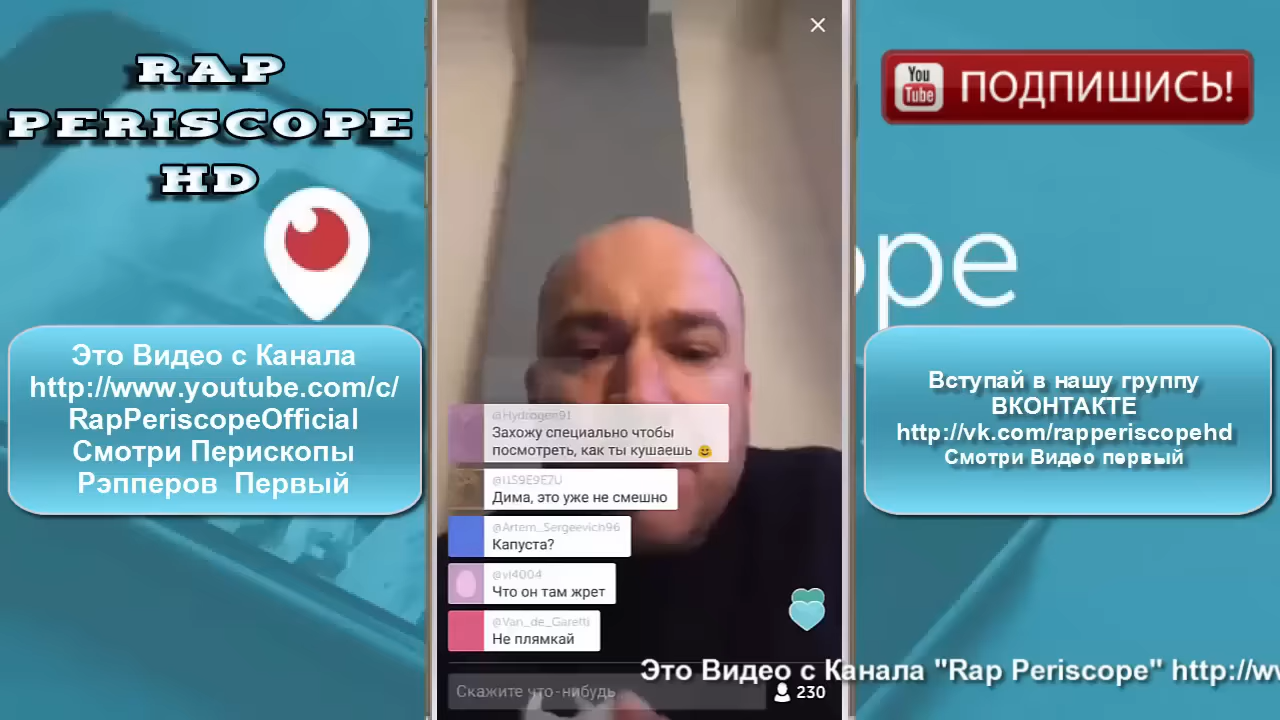 RAP
PERISCOPE
HD
Это Видео с Канала
http://www.youtube.com/c/
RapPeriscopeOfficial
Смотри Перископы
Рэпперов Первый
@Hydrogen91
Захожу специально чтобы
посмотреть, как ты кушаешь
Дима, это уже не смешно
@Artem_Sergeevich96
Капуста?
@vl4004
Что он там жрет
@Van_de_Garetti
Не плямкай
Скажите что-нибудь
230
You
Tube
ПОДПИШИСЬ!
ope
Вступай в нашу группу
ВКОНТАКТЕ
http://vk.com/rapperiscopehd
Смотри Видео первый
Это Видео с Канала "Rap Periscope" http://w